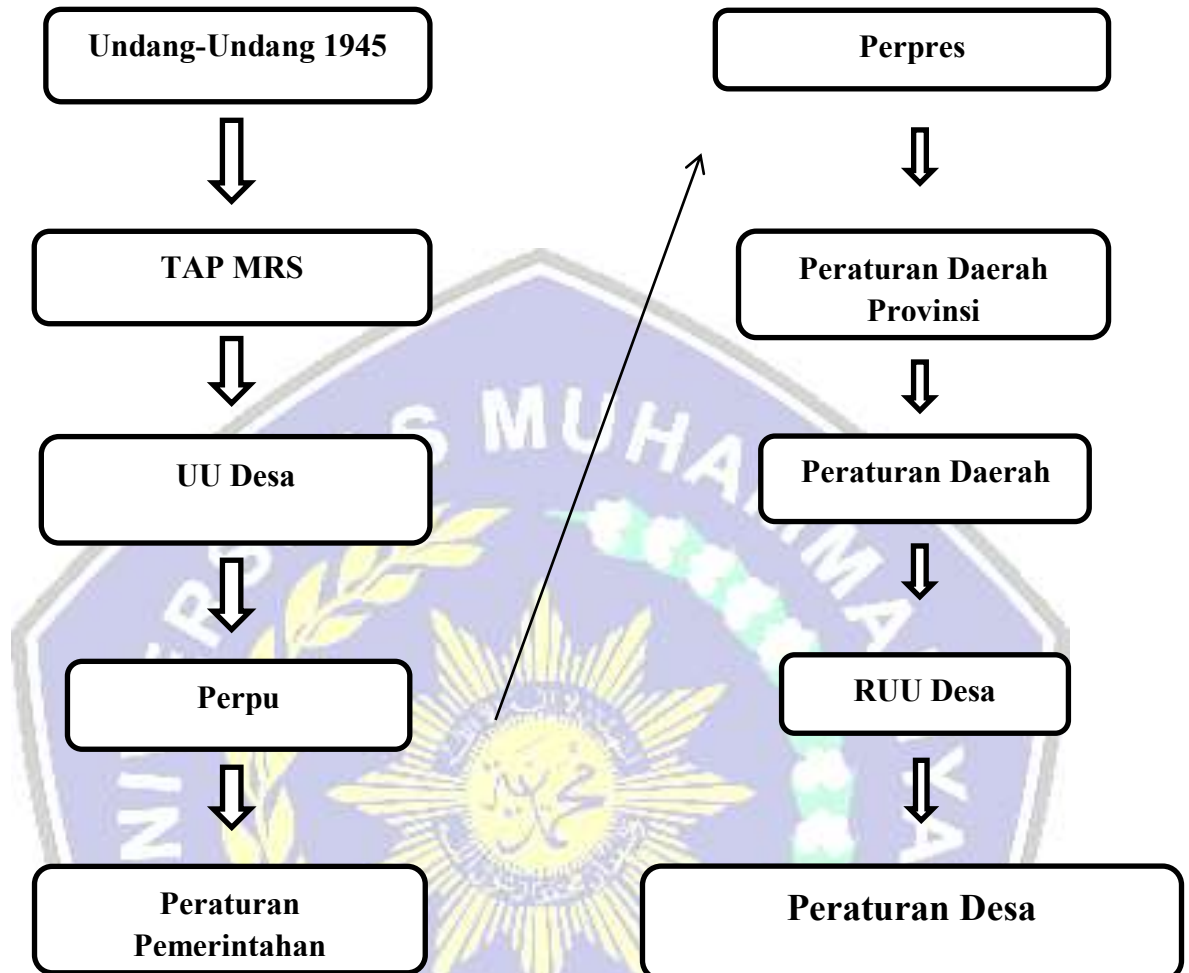 Undang-Undang 1945
TAP MRS
UU Desa
Perpu
Peraturan
Pemerintahan
Perpres
Peraturan Daerah
Provinsi
Peraturan Daerah
RUU Desa
Peraturan Desa